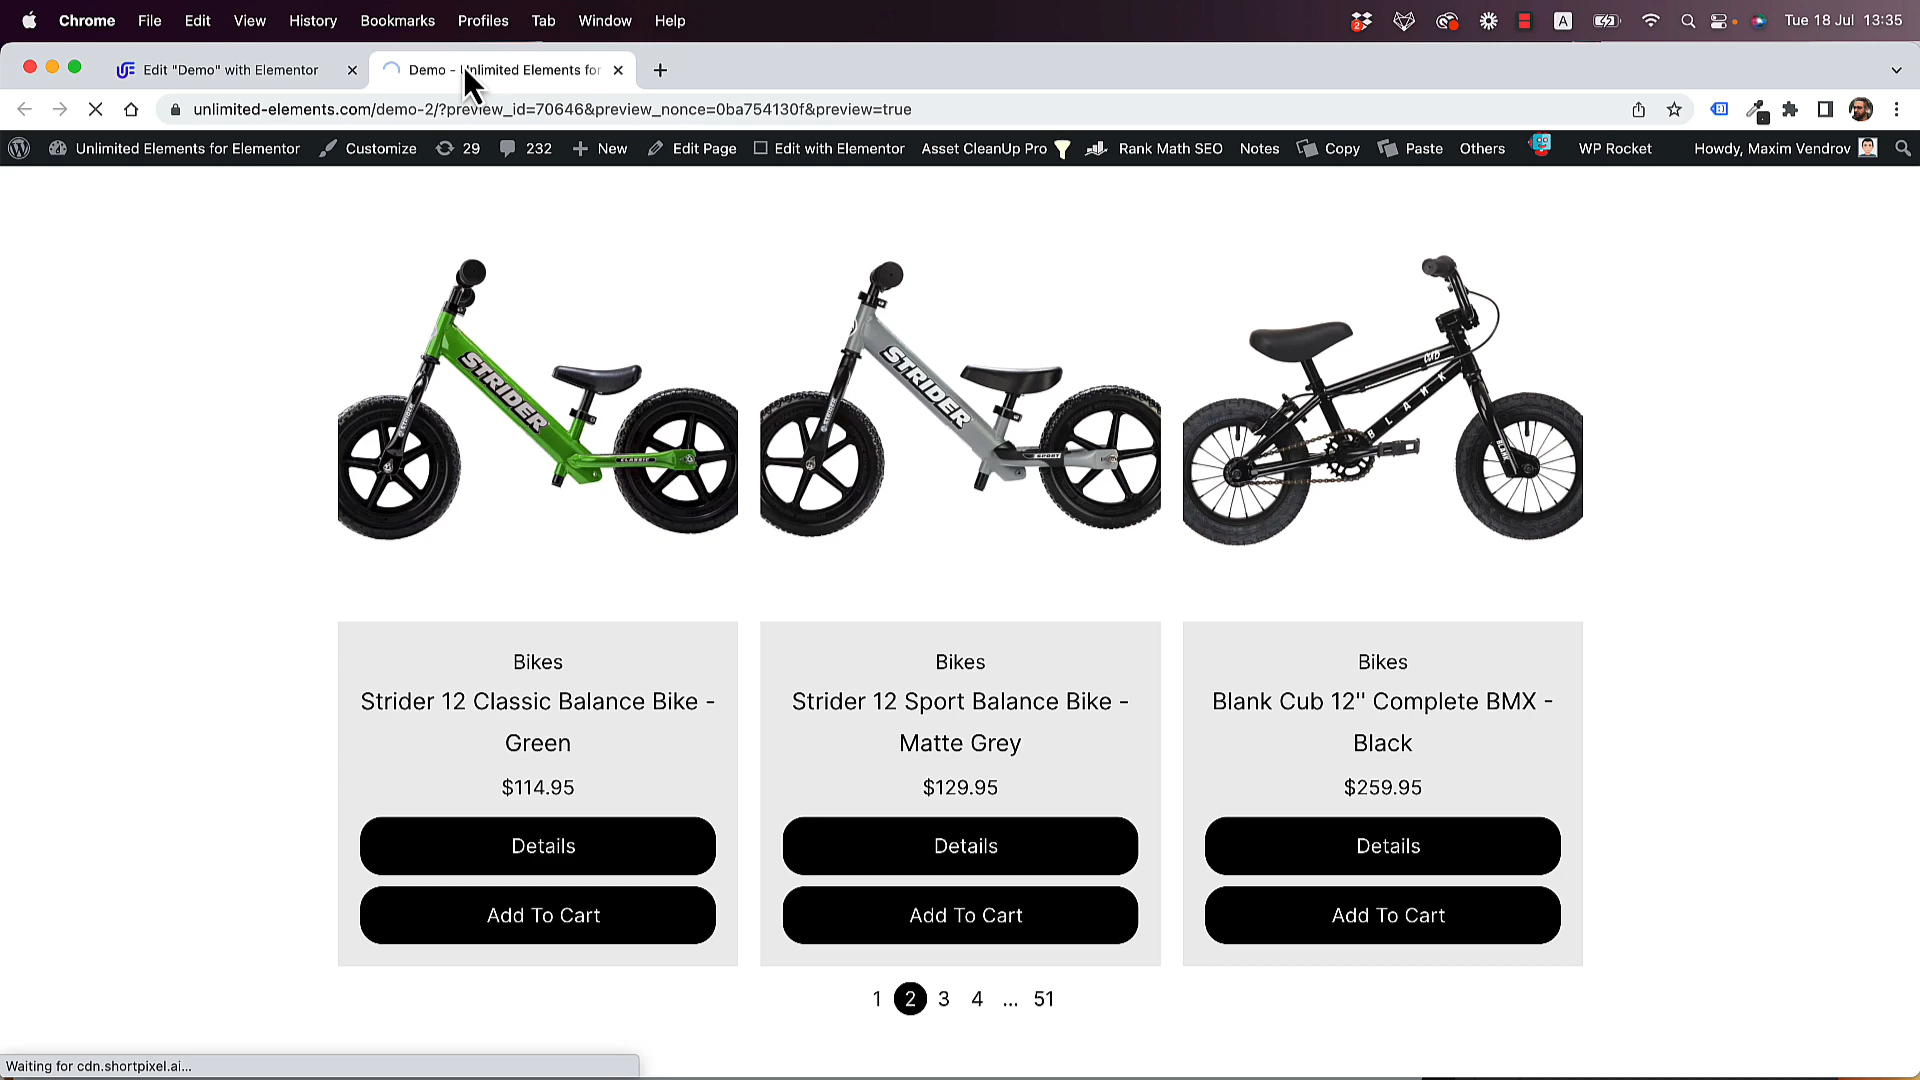 Chrome File Edit View History Bookmarks Profiles Tab Window Help 2 A Tue 18 Jul 13:35
Edit "Demo" with Elementor Demo - Unlimited Elements for
unlimited-elements.com/demo-2/?preview_id=70646&preview_nonce=0ba754130f&preview=true
Unlimited Elements for Elementor Customize 29 232 New Edit Page Edit with Elementor Asset CleanUp Pro Rank Math SEO Notes Copy Paste Others WP Rocket Howdy, Maxim Vendrov
STRIDER CLASSIC
STRIDER SPORT
CUB BLANK
Bikes
Strider 12 Classic Balance Bike -
Green
$114.95
Details
Add To Cart
Bikes
Strider 12 Sport Balance Bike -
Matte Grey
$129.95
Details
Add To Cart
Bikes
Blank Cub 12" Complete BMX -
Black
$259.95
Details
Add To Cart
1 2 3 4 ... 51
Waiting for cdn.shortpixel.ai...